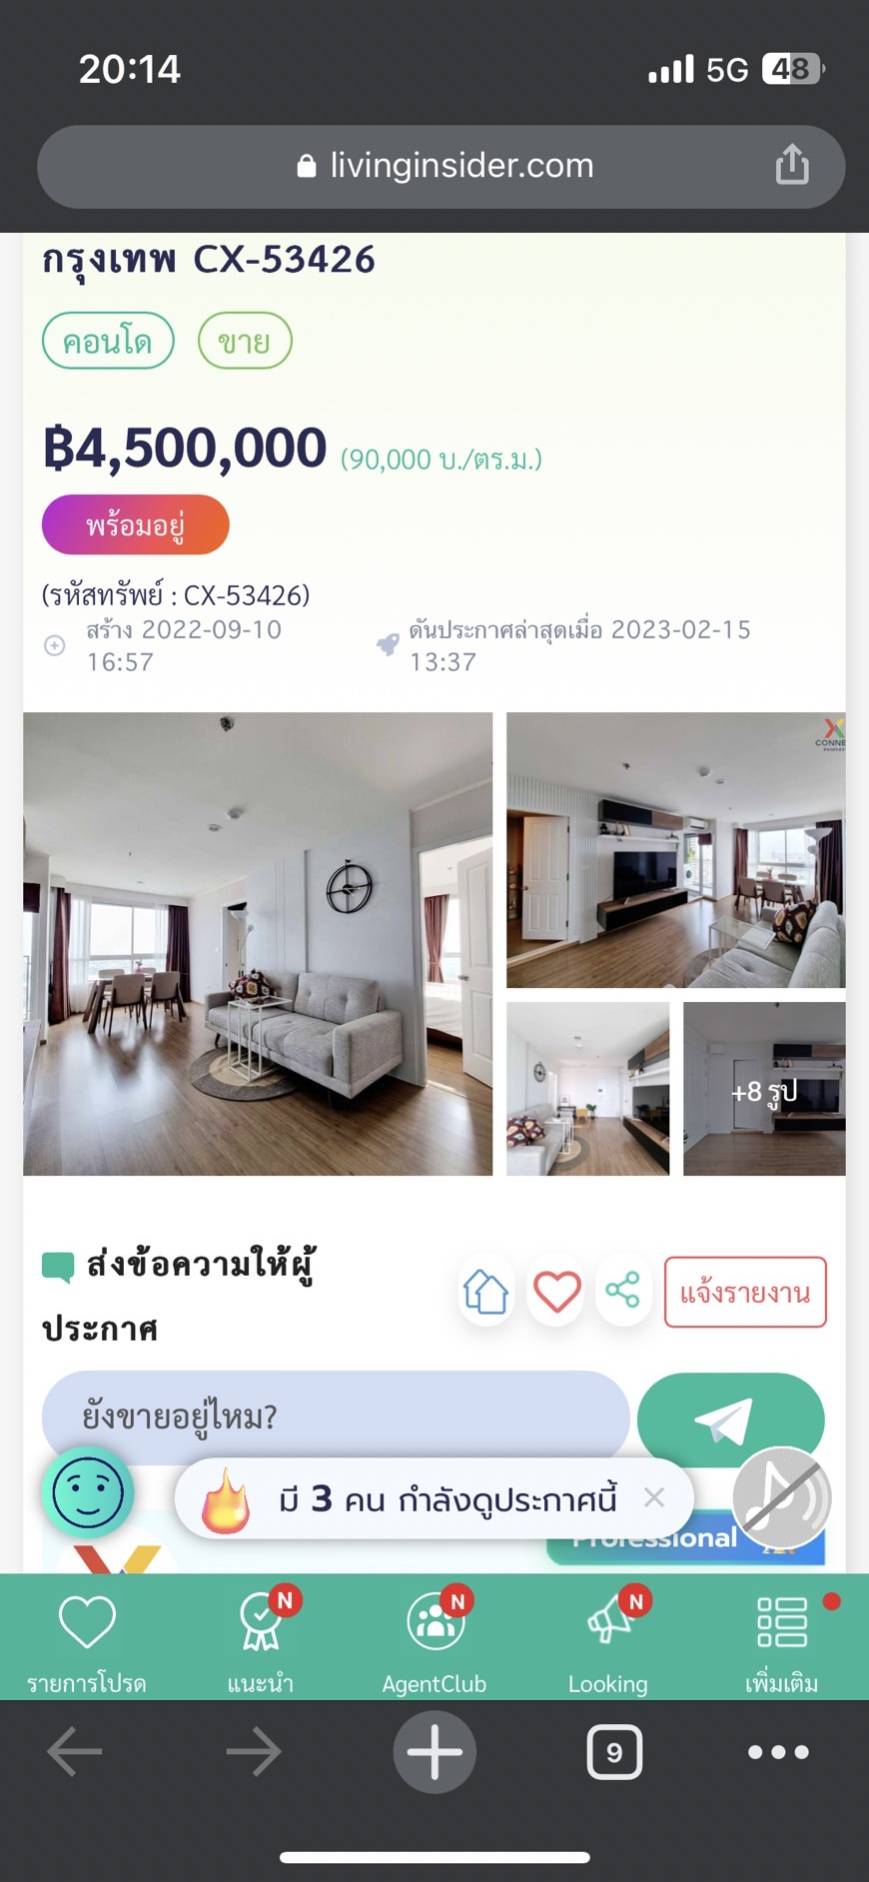 20:14
5G 48
livinginsider.com
กรุงเทพ CX-53426
คอนโด ขาย
฿4,500,000 (90,000 บ./ตร.ม.)
พร้อมอยู่
(รหัสทรัพย์ : CX-53426)
สร้าง 2022-09-10
16:57
ดันประกาศล่าสุดเมื่อ 2023-02-15
13:37
CONNE
+8 รูป
ส่งข้อความให้ผู้
ประกาศ
แจ้งรายงาน
ยังขายอยู่ไหม?
มี 3 คน กำลังดูประกาศนี้
Professional
N N N
รายการโปรด แนะนำ AgentClub Looking เพิ่มเติม
9